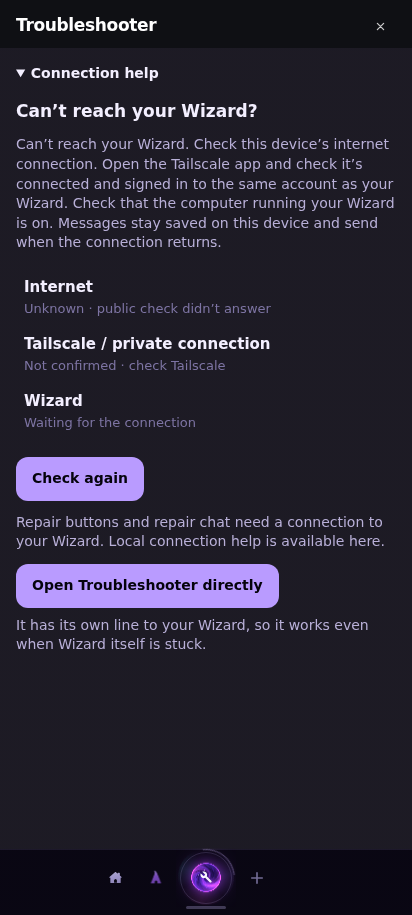 Troubleshooter
×
▼ Connection help
Can’t reach your Wizard?
Can’t reach your Wizard. Check this device’s internet
connection. Open the Tailscale app and check it’s
connected and signed in to the same account as your
Wizard. Check that the computer running your Wizard
is on. Messages stay saved on this device and send
when the connection returns.
Internet
Unknown · public check didn’t answer
Tailscale / private connection
Not confirmed · check Tailscale
Wizard
Waiting for the connection
Check again
Repair buttons and repair chat need a connection to
your Wizard. Local connection help is available here.
Open Troubleshooter directly
It has its own line to your Wizard, so it works even
when Wizard itself is stuck.